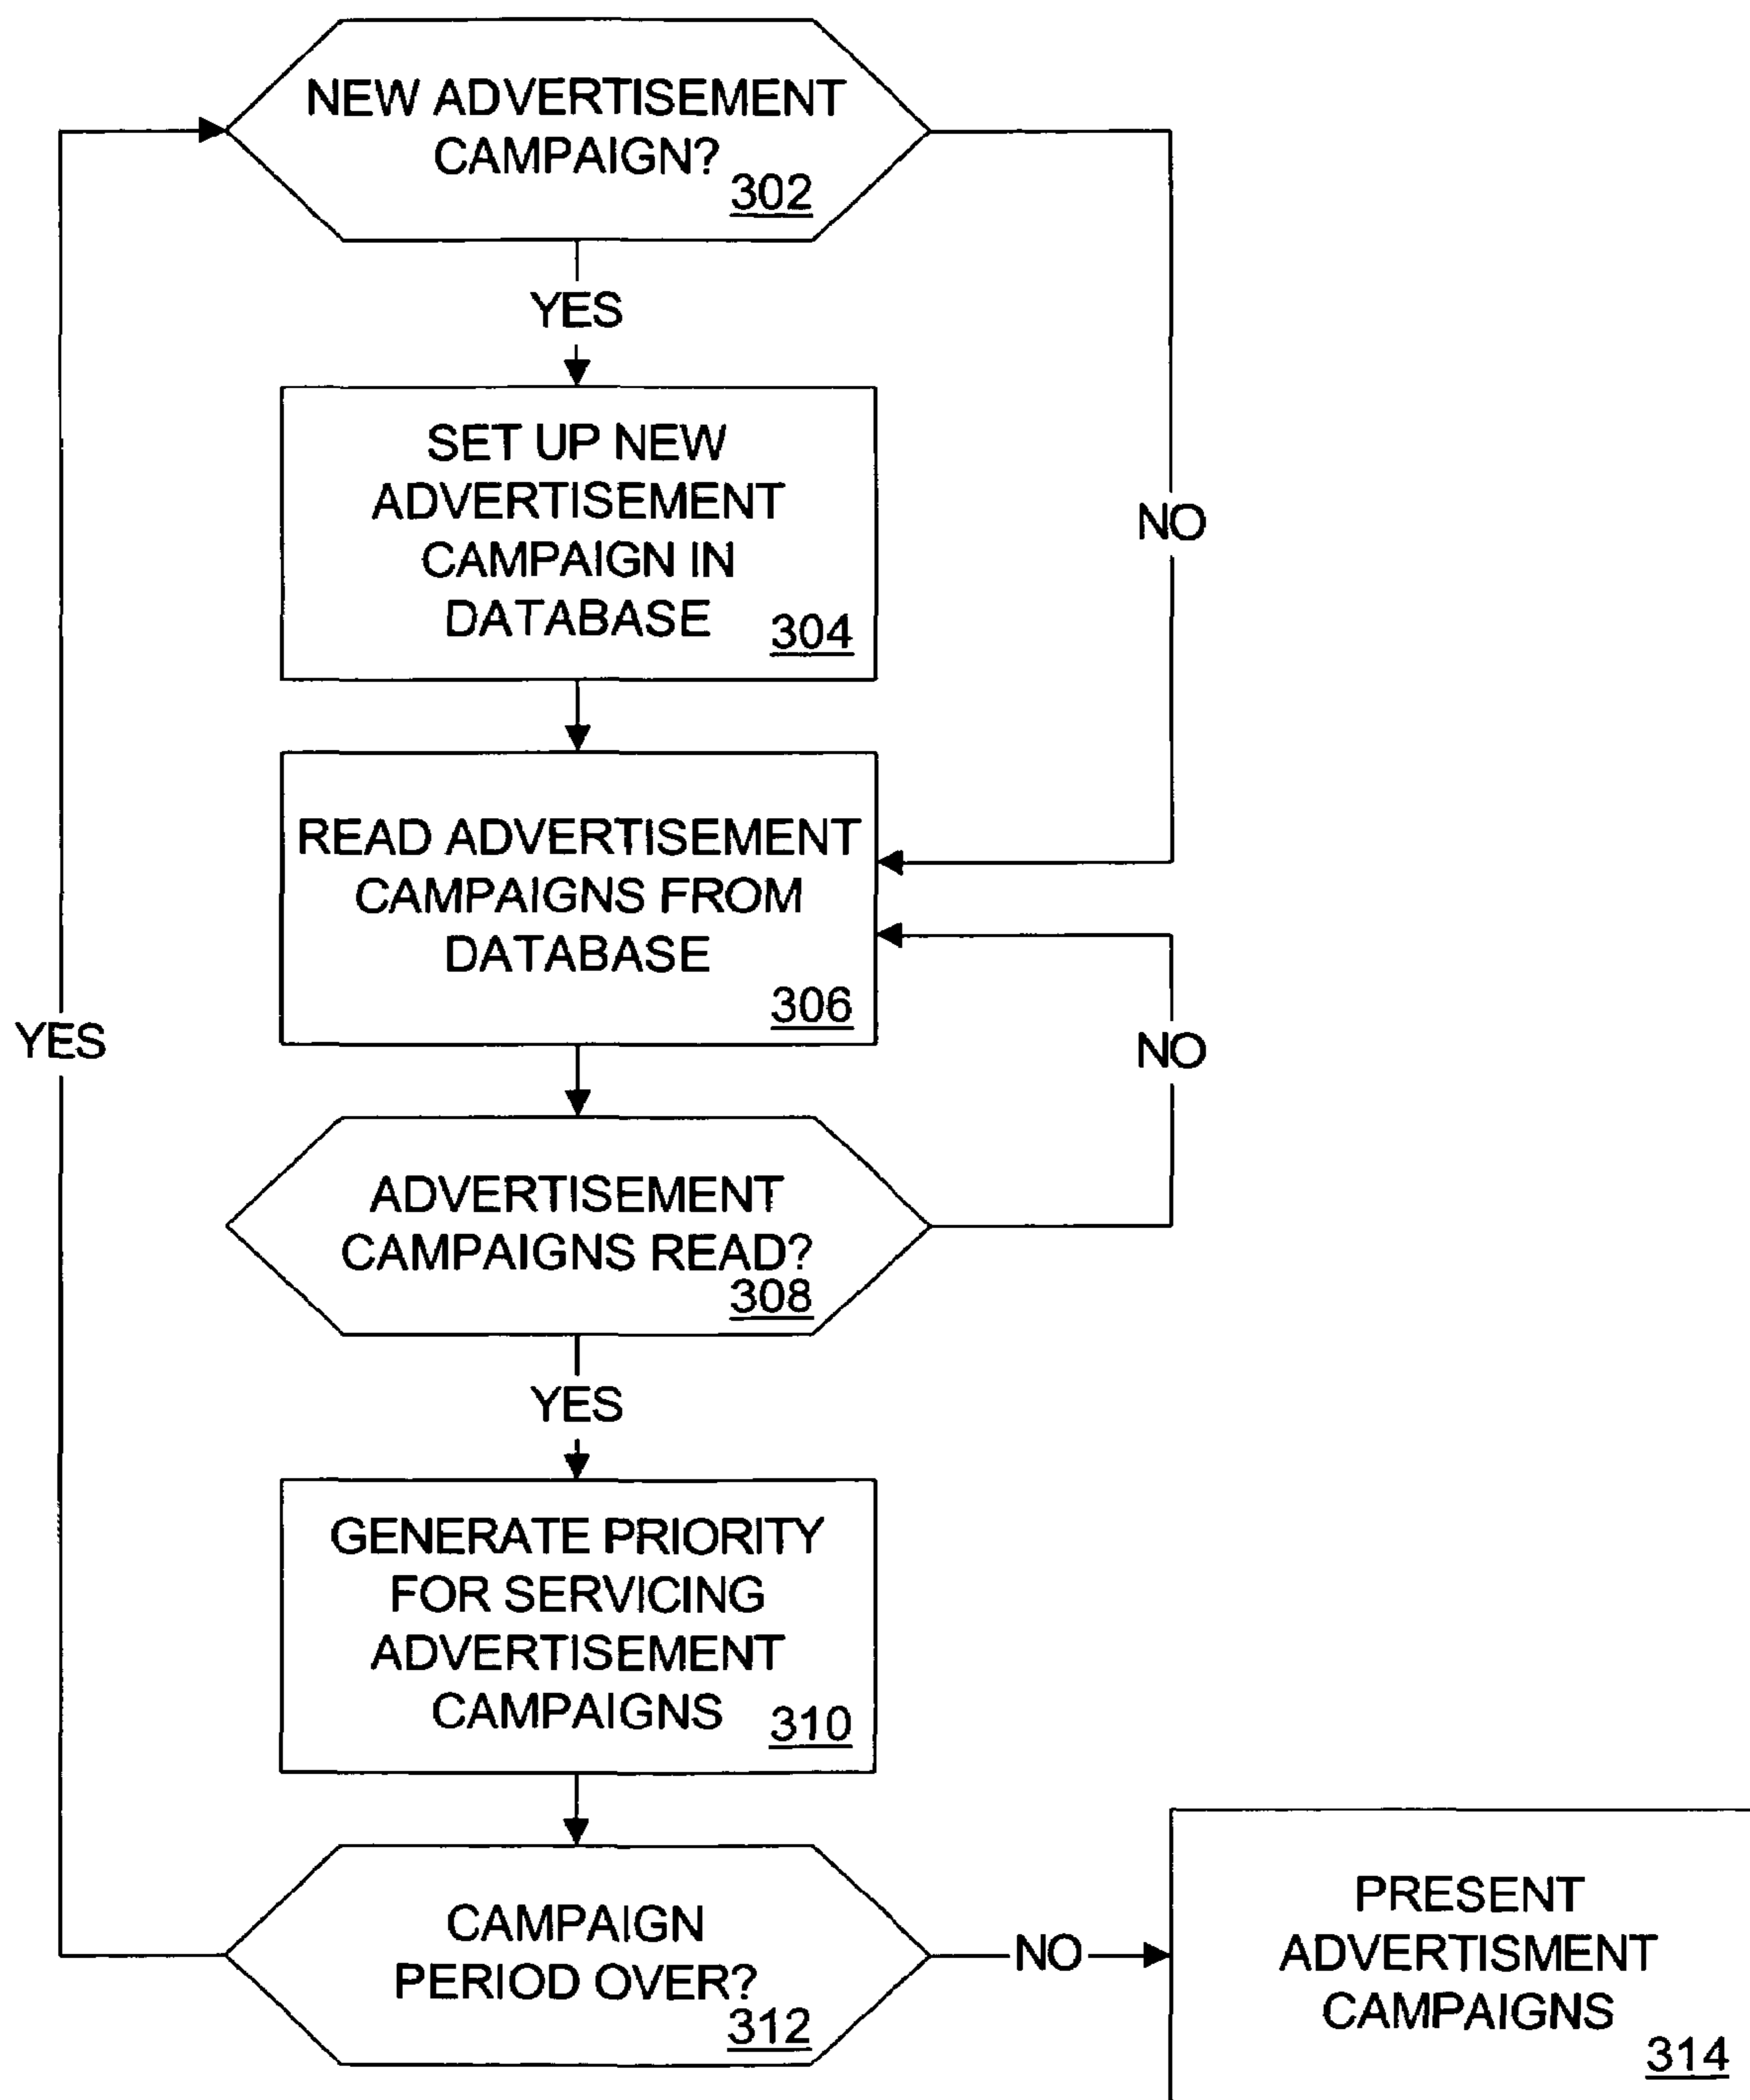 NEW ADVERTISEMENT
CAMPAIGN?
302
YES
SET UP NEW
ADVERTISEMENT
CAMPAIGN IN
DATABASE
304
NO
READ ADVERTISEMENT
CAMPAIGNS FROM
DATABASE
306
YES
NO
ADVERTISEMENT
CAMPAIGNS READ?
308
YES
GENERATE PRIORITY
FOR SERVICING
ADVERTISEMENT
CAMPAIGNS
310
CAMPAIGN
PERIOD OVER?
312
NO
PRESENT
ADVERTISMENT
CAMPAIGNS
314